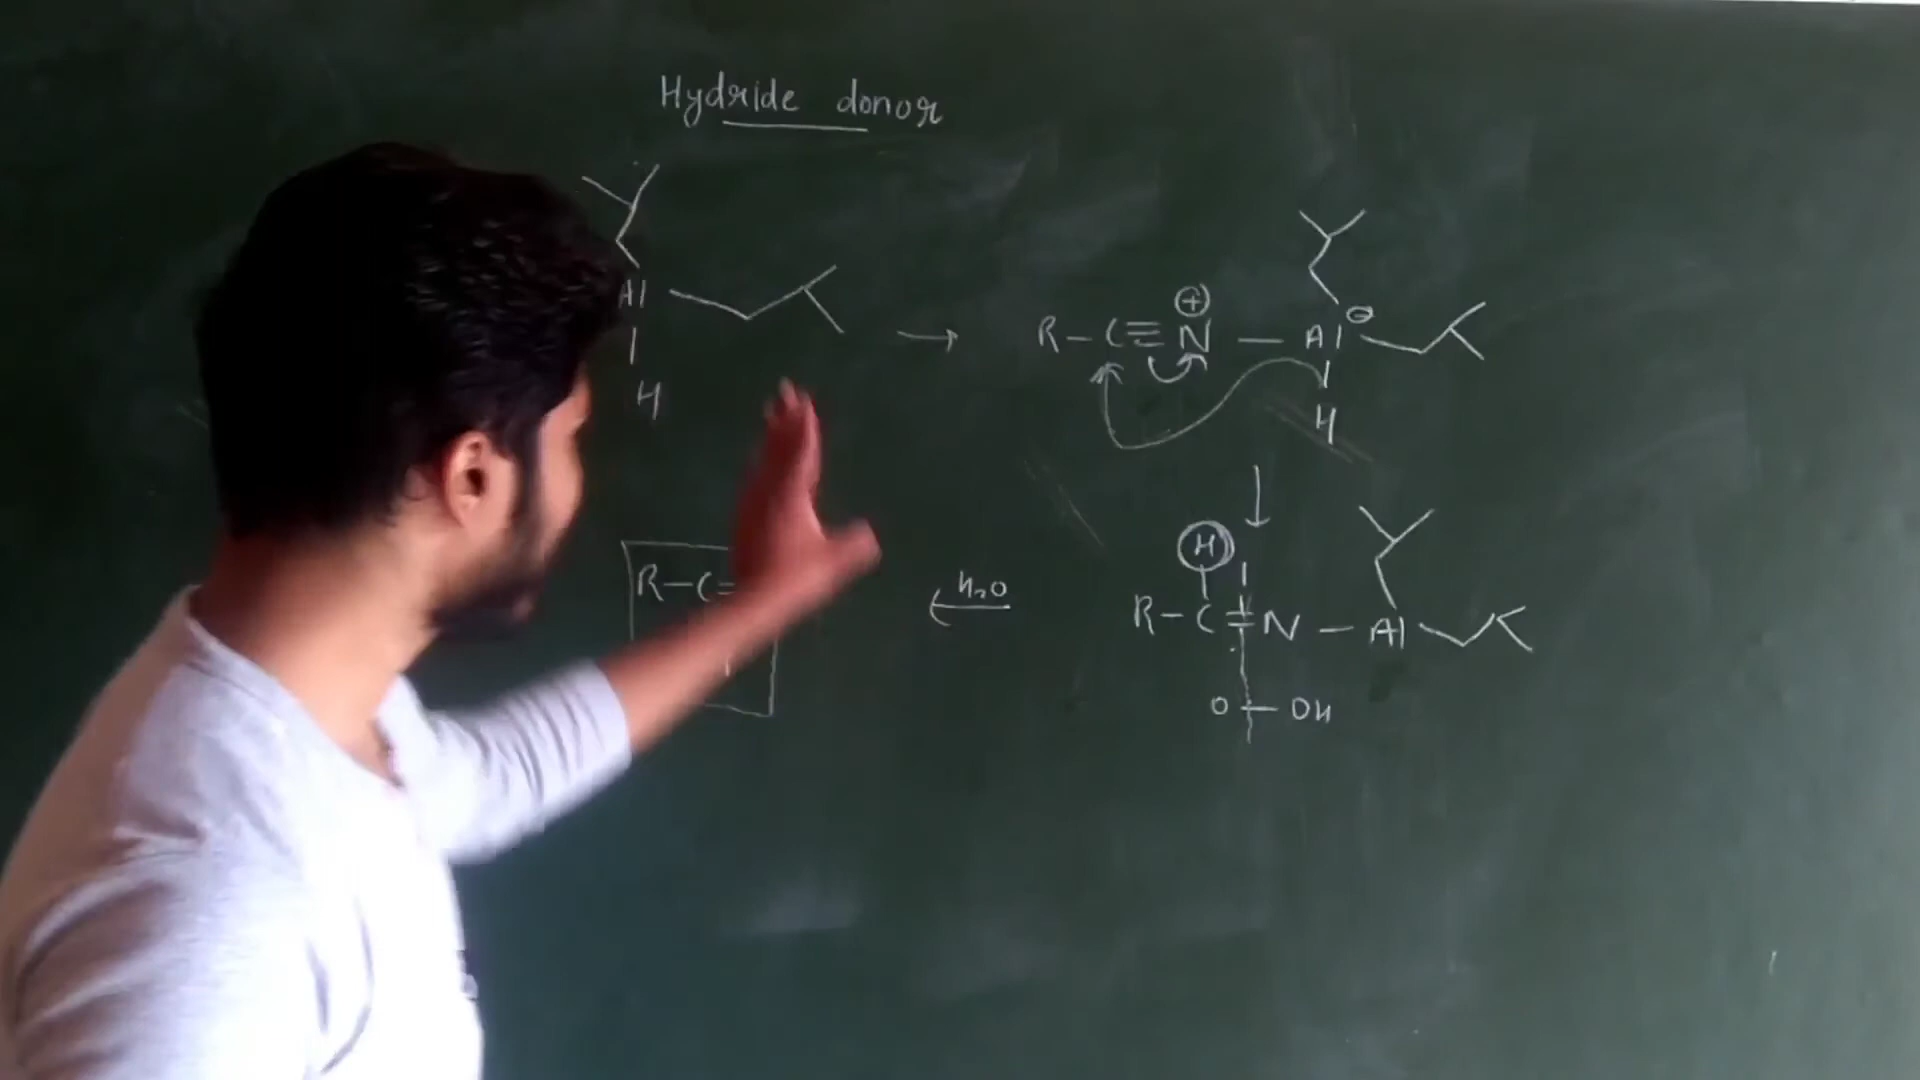 Hydride donor
Al
H
R-C≡N-Al
⊕
⊖
H
R-C=
H2O
H
R-C=N-Al
O OH